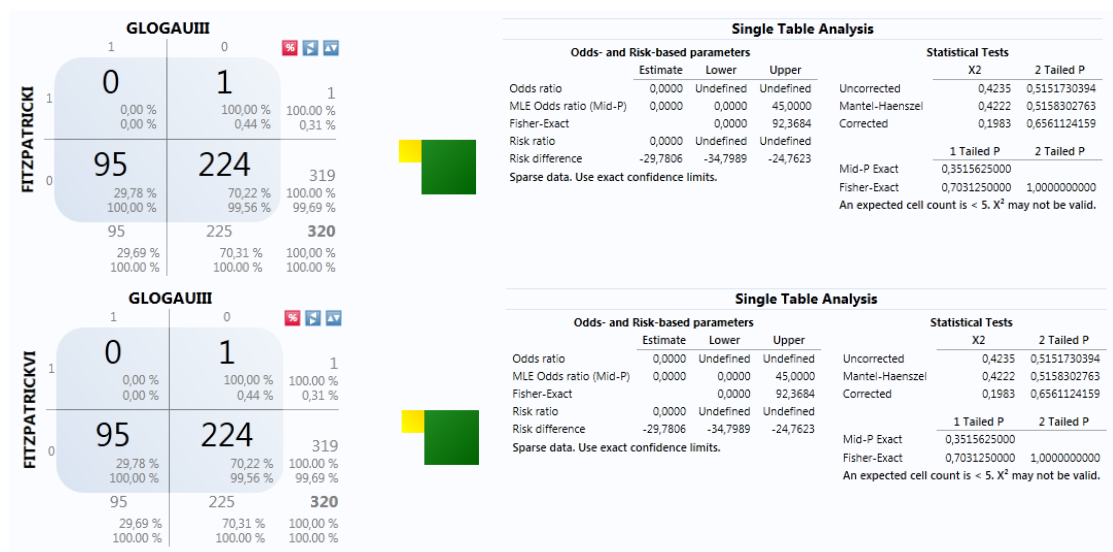 GLOGAUIII
1 0 %
FITZPATRICKI
1 0 1 1
0,00 % 100,00 % 100.00 %
0,00 % 0,44 % 0,31 %
0 95 224 319
29,78 % 70,22 % 100.00 %
100,00 % 99,56 % 99,69 %
95 225 320
29,69 % 70,31 % 100,00 %
100.00 % 100.00 % 100.00 %
Single Table Analysis
Odds- and Risk-based parameters
Estimate Lower Upper
Odds ratio 0,0000 Undefined Undefined
MLE Odds ratio (Mid-P) 0,0000 0,0000 45,0000
Fisher-Exact 0,0000 92,3684
Risk ratio 0,0000 Undefined Undefined
Risk difference -29,7806 -34,7989 -24,7623
Sparse data. Use exact confidence limits.
Statistical Tests
X2 2 Tailed P
Uncorrected 0,4235 0,5151730394
Mantel-Haenszel 0,4222 0,5158302763
Corrected 0,1983 0,6561124159
1 Tailed P 2 Tailed P
Mid-P Exact 0,3515625000
Fisher-Exact 0,7031250000 1,0000000000
An expected cell count is < 5. X² may not be valid.
GLOGAUIII
1 0 %
FITZPATRICKVI
1 0 1 1
0,00 % 100,00 % 100.00 %
0,00 % 0,44 % 0,31 %
0 95 224 319
29,78 % 70,22 % 100.00 %
100,00 % 99,56 % 99,69 %
95 225 320
29,69 % 70,31 % 100,00 %
100.00 % 100.00 % 100.00 %
Single Table Analysis
Odds- and Risk-based parameters
Estimate Lower Upper
Odds ratio 0,0000 Undefined Undefined
MLE Odds ratio (Mid-P) 0,0000 0,0000 45,0000
Fisher-Exact 0,0000 92,3684
Risk ratio 0,0000 Undefined Undefined
Risk difference -29,7806 -34,7989 -24,7623
Sparse data. Use exact confidence limits.
Statistical Tests
X2 2 Tailed P
Uncorrected 0,4235 0,5151730394
Mantel-Haenszel 0,4222 0,5158302763
Corrected 0,1983 0,6561124159
1 Tailed P 2 Tailed P
Mid-P Exact 0,3515625000
Fisher-Exact 0,7031250000 1,0000000000
An expected cell count is < 5. X² may not be valid.